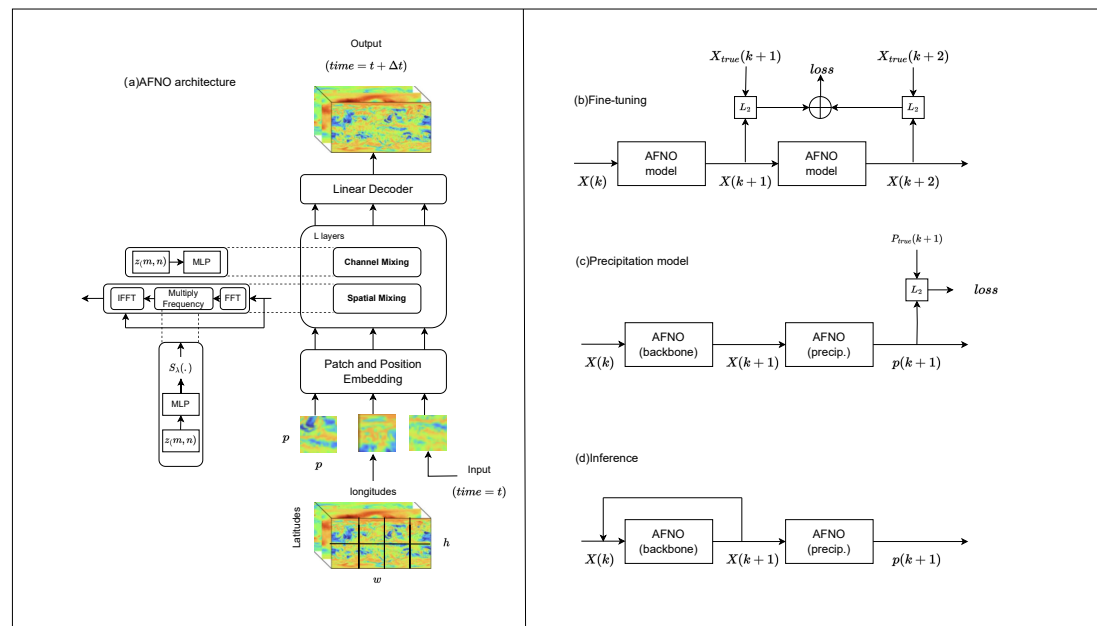 Output
(time = t + Δt)
(a)AFNO architecture
Linear Decoder
L layers
Channel Mixing
Spatial Mixing
z(m, n)
MLP
IFFT
Multiply
Frequency
FFT
S_λ(.)
MLP
z(m, n)
Patch and Position
Embedding
p
p
Input
(time = t)
longitudes
Latitudes
h
w
(b)Fine-tuning
X_true(k+1)
loss
X_true(k+2)
L_2
L_2
AFNO
model
AFNO
model
X(k)
X(k+1)
X(k+2)
(c)Precipitation model
P_true(k+1)
L_2
loss
AFNO
(backbone)
AFNO
(precip.)
X(k)
X(k+1)
p(k+1)
(d)Inference
AFNO
(backbone)
AFNO
(precip.)
X(k)
X(k+1)
p(k+1)